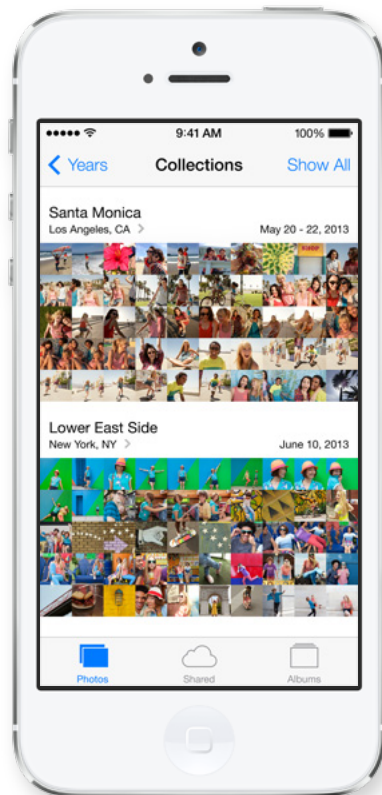 9:41 AM
100%
Years
Collections
Show All
Santa Monica
Los Angeles, CA
May 20 - 22, 2013
Lower East Side
New York, NY
June 10, 2013
Photos
Shared
Albums